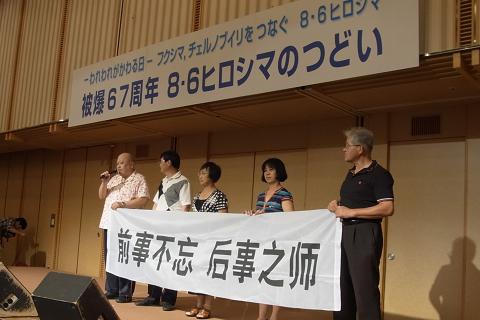 －われわれがかわる日－ フクシマ、チェルノブイリをつなぐ 8・6ヒロシマ
被爆67周年 8・6ヒロシマのつどい
前事不忘 后事之师